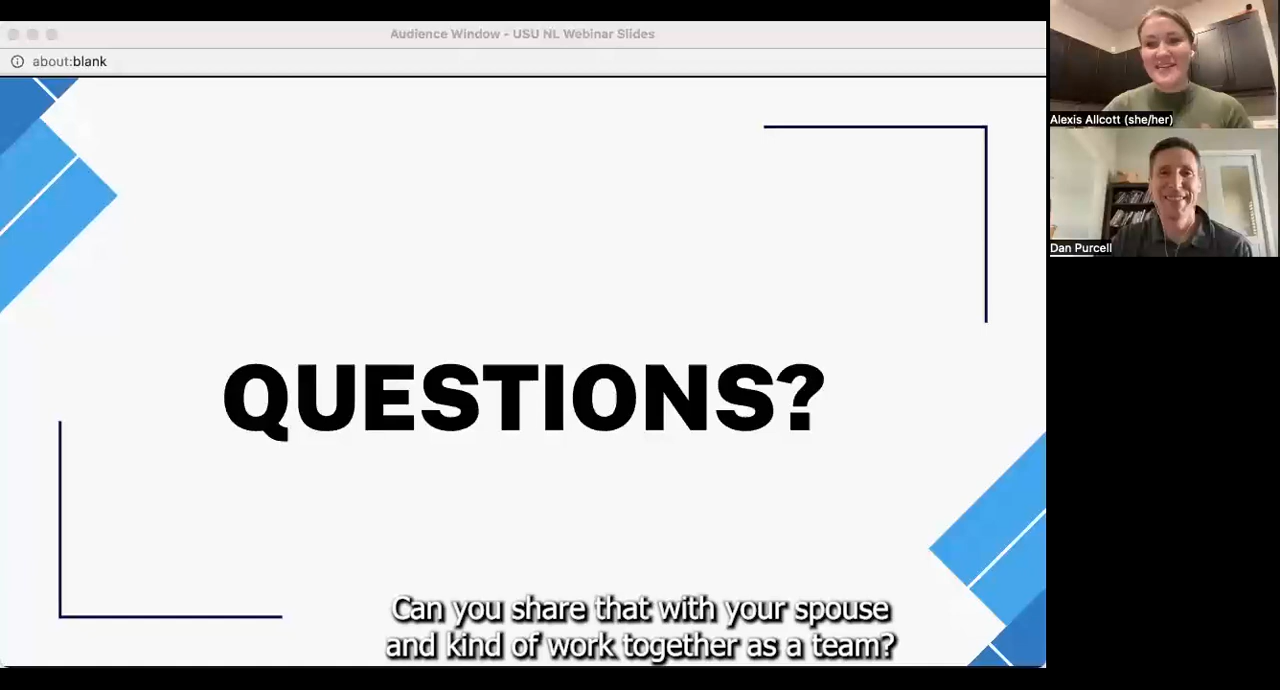 Audience Window - USU NL Webinar Slides
about:blank
Alexis Allcott (she/her)
Dan Purcell
QUESTIONS?
Can you share that with your spouse
and kind of work together as a team?